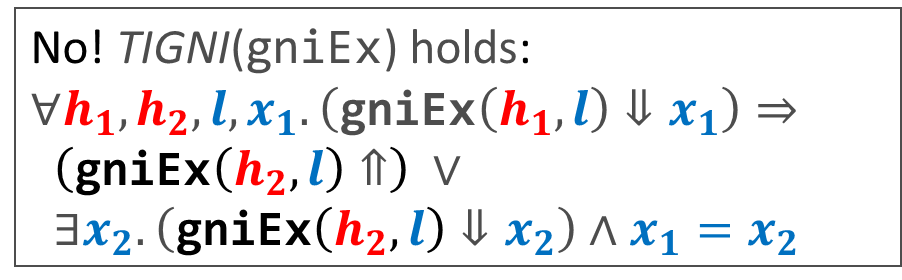 No! TIGNI(gniEx) holds:
∀h₁, h₂, l, x₁. (gniEx(h₁, l) ⇓ x₁) ⇒
(gniEx(h₂, l) ⇑) ∨
∃x₂. (gniEx(h₂, l) ⇓ x₂) ∧ x₁ = x₂